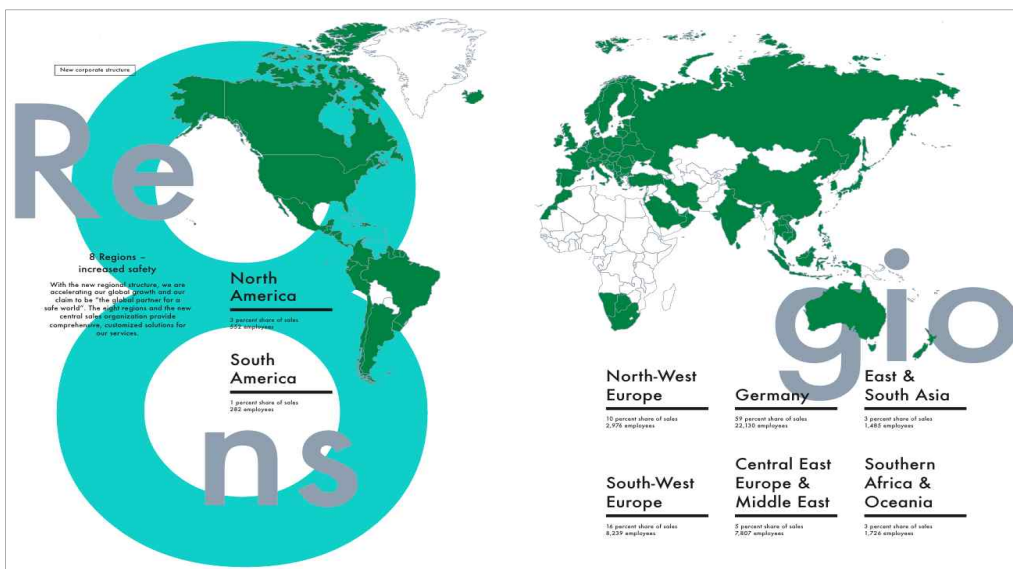 New corporate structure
Re
gio
ns
8 Regions –
increased safety
With the new regional structure, we are
accelerating our global growth and our
claim to be “the global partner for a
safe world”. The eight regions and the new
central sales organization provide
comprehensive, customized solutions for
our services.
North
America
3 percent share of sales
552 employees
South
America
1 percent share of sales
282 employees
North-West
Europe
10 percent share of sales
2,976 employees
Germany
59 percent share of sales
22,130 employees
East &
South Asia
3 percent share of sales
1,485 employees
South-West
Europe
16 percent share of sales
8,239 employees
Central East
Europe &
Middle East
5 percent share of sales
7,807 employees
Southern
Africa &
Oceania
3 percent share of sales
1,726 employees